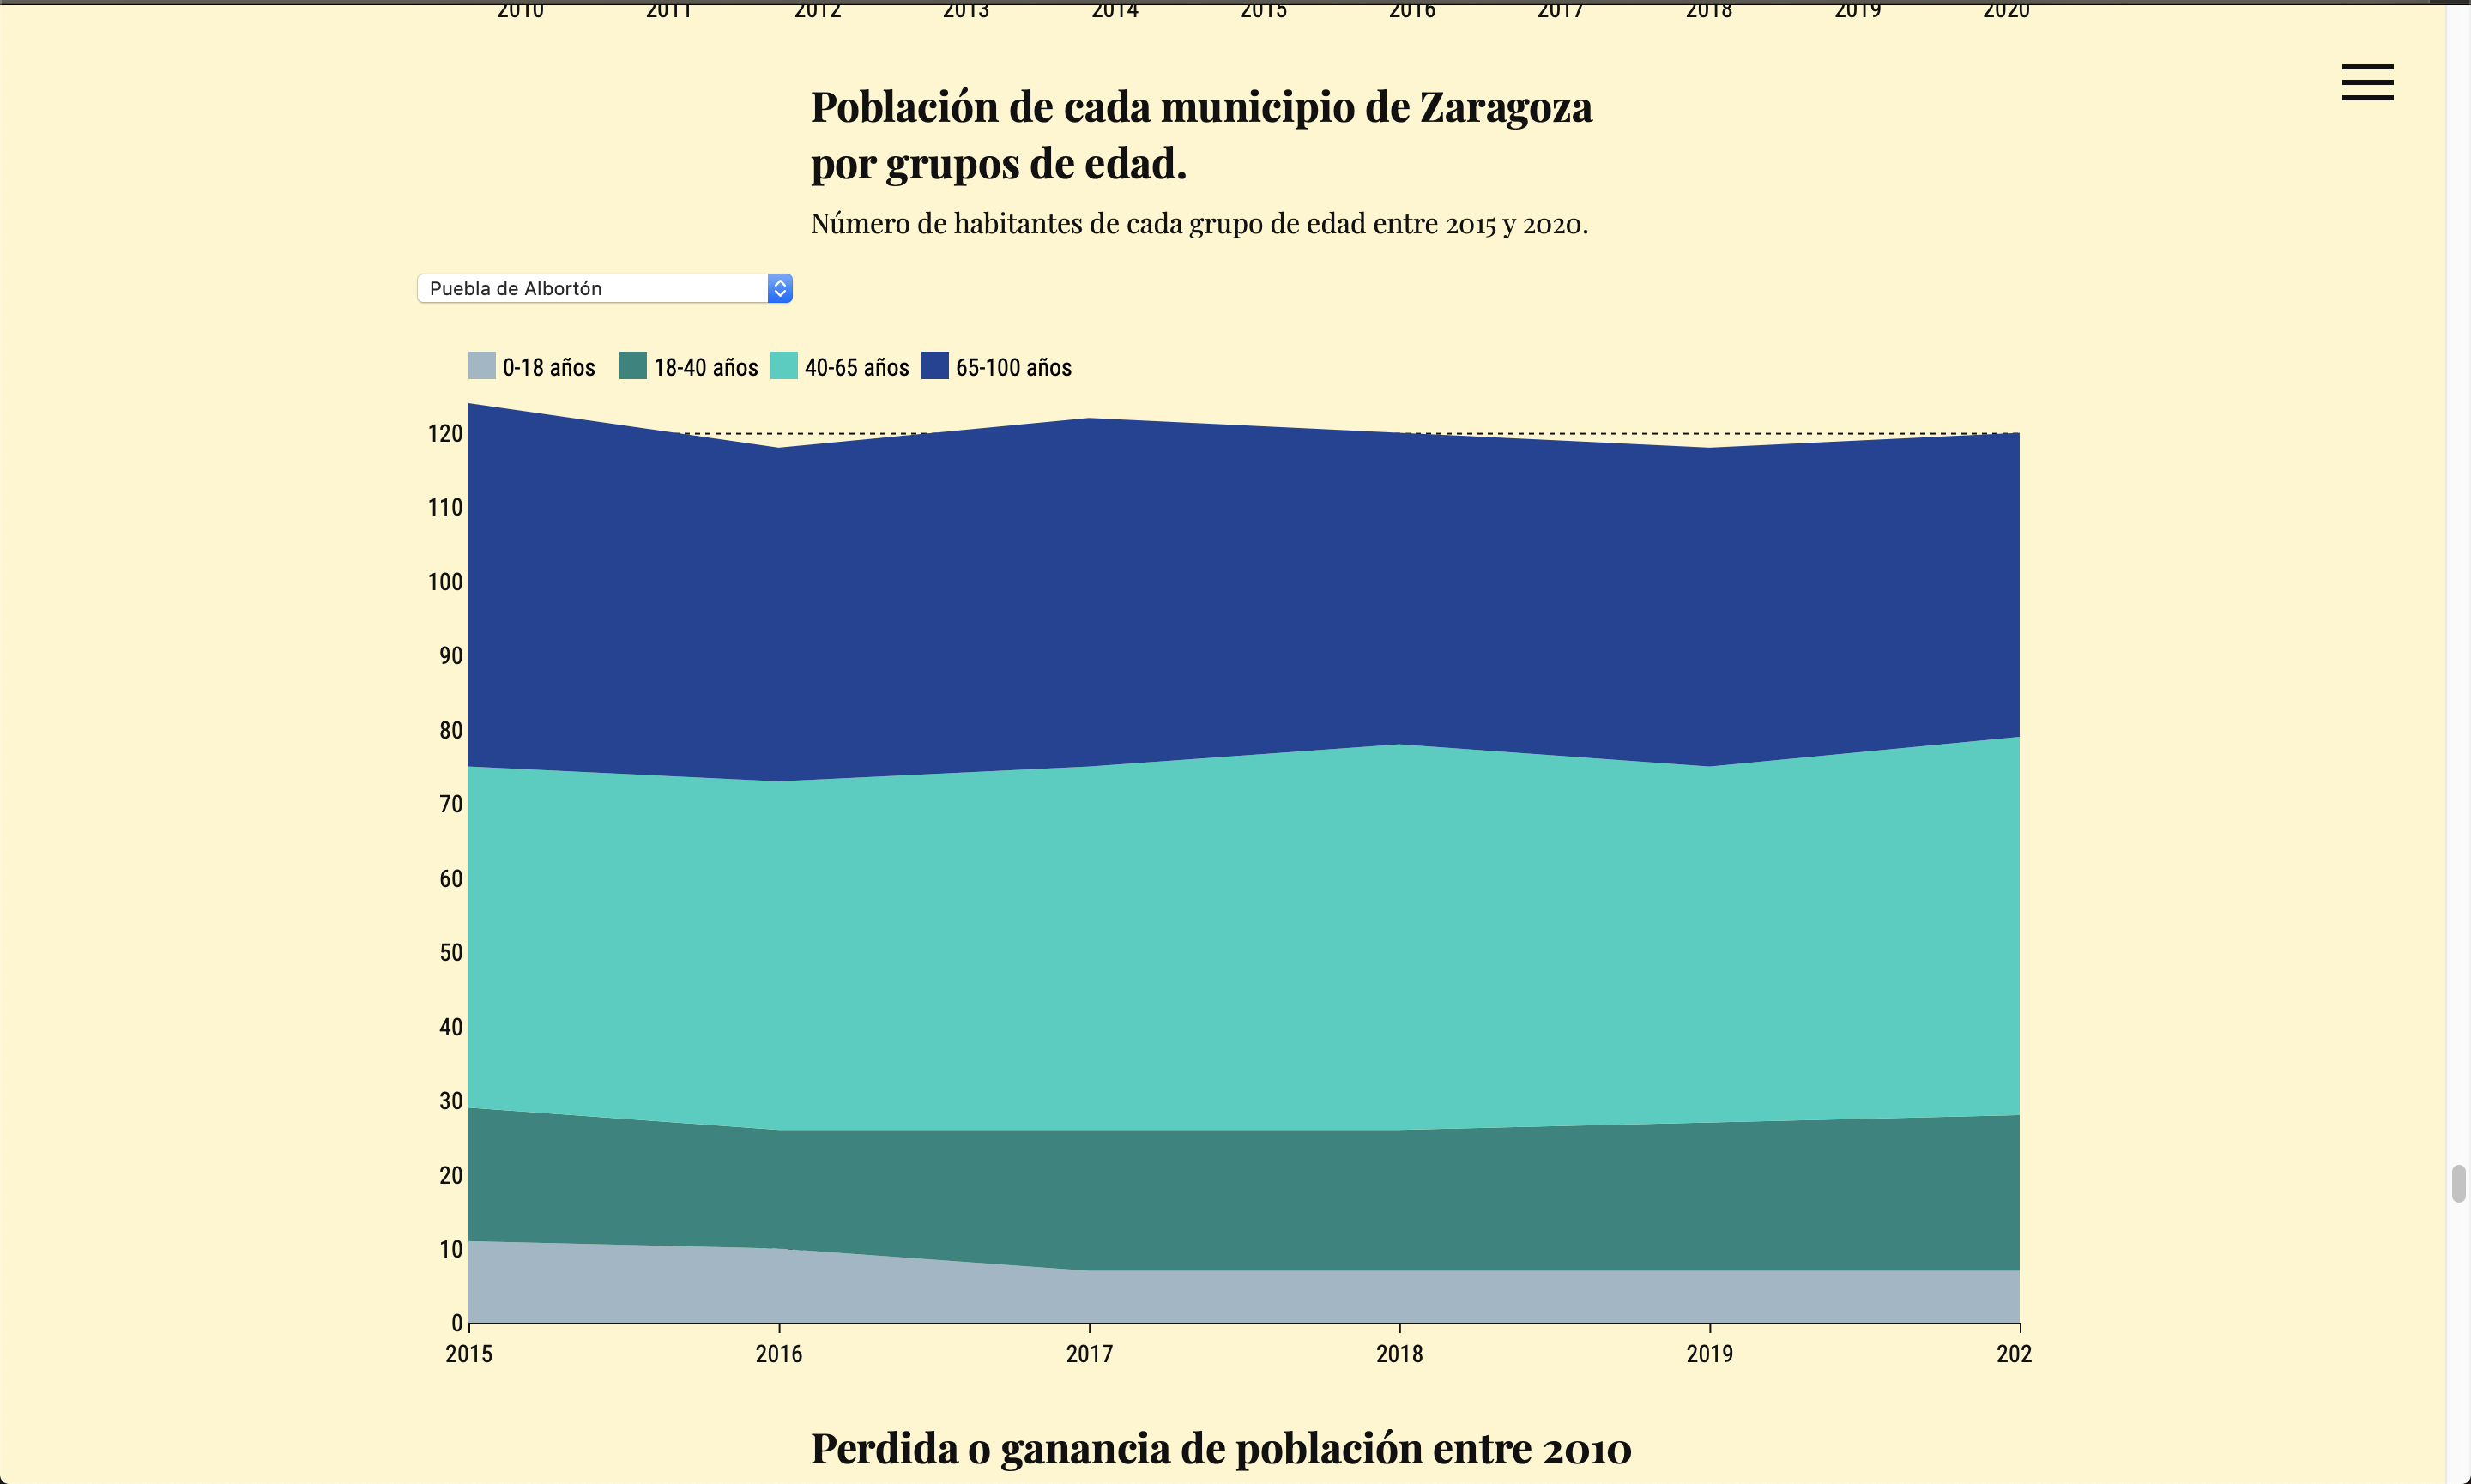 2010 2011 2012 2013 2014 2015 2016 2017 2018 2019 2020
Población de cada municipio de Zaragoza
por grupos de edad.
Número de habitantes de cada grupo de edad entre 2015 y 2020.
Puebla de Albortón
0-18 años 18-40 años 40-65 años 65-100 años
120
110
100
90
80
70
60
50
40
30
20
10
0
2015 2016 2017 2018 2019 202
Perdida o ganancia de población entre 2010